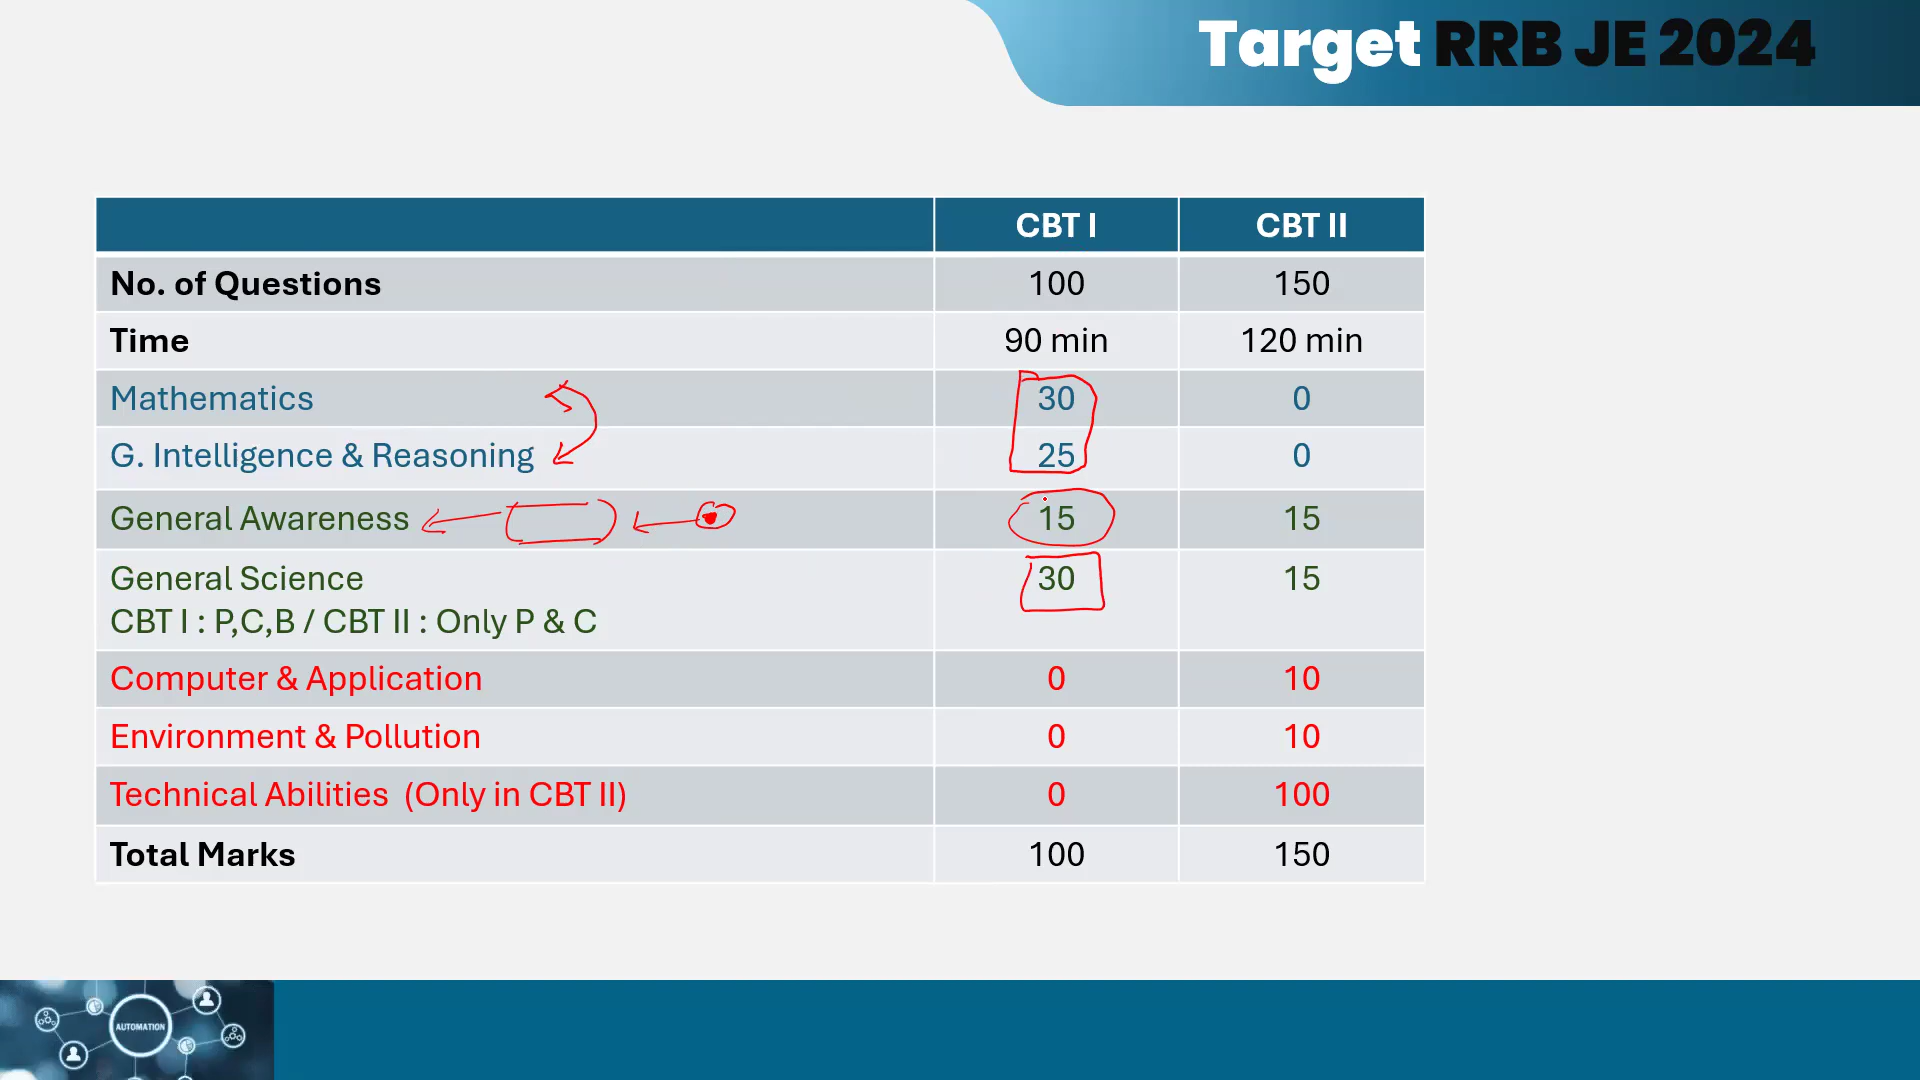 Target RRB JE 2024
CBT I CBT II
No. of Questions 100 150
Time 90 min 120 min
Mathematics 30 0
G. Intelligence & Reasoning 25 0
General Awareness 15 15
General Science 30 15
CBT I : P,C,B / CBT II : Only P & C
Computer & Application 0 10
Environment & Pollution 0 10
Technical Abilities (Only in CBT II) 0 100
Total Marks 100 150
AUTOMATION